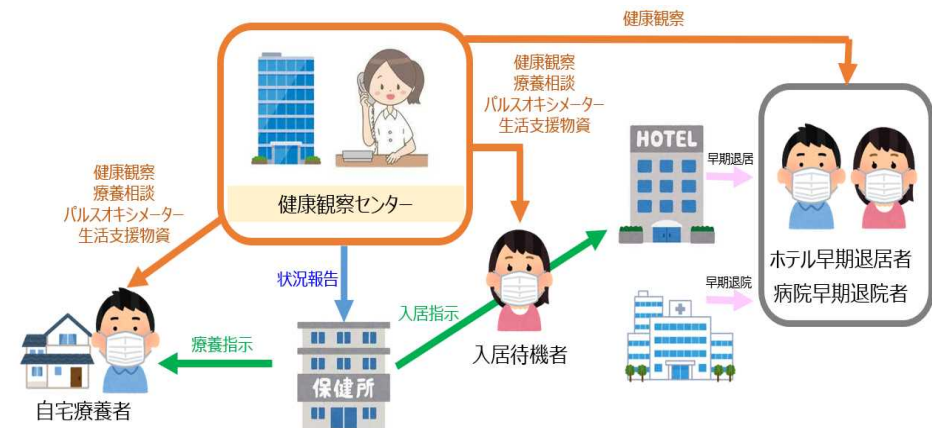 健康観察
健康観察
療養相談
パルスオキシメーター
生活支援物資
HOTEL
早期退居
健康観察
療養相談
パルスオキシメーター
生活支援物資
健康観察センター
ホテル早期退居者
病院早期退院者
状況報告
入居指示
早期退院
入居待機者
療養指示
保健所
自宅療養者